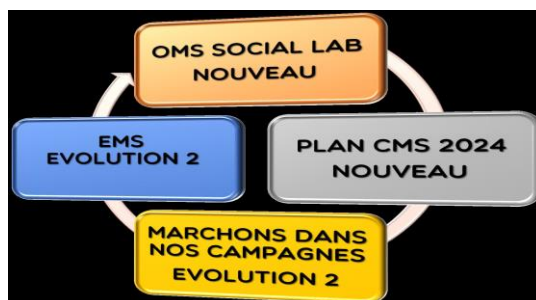 OMS SOCIAL LAB
NOUVEAU
EMS
EVOLUTION 2
PLAN CMS 2024
NOUVEAU
MARCHONS DANS
NOS CAMPAGNES
EVOLUTION 2